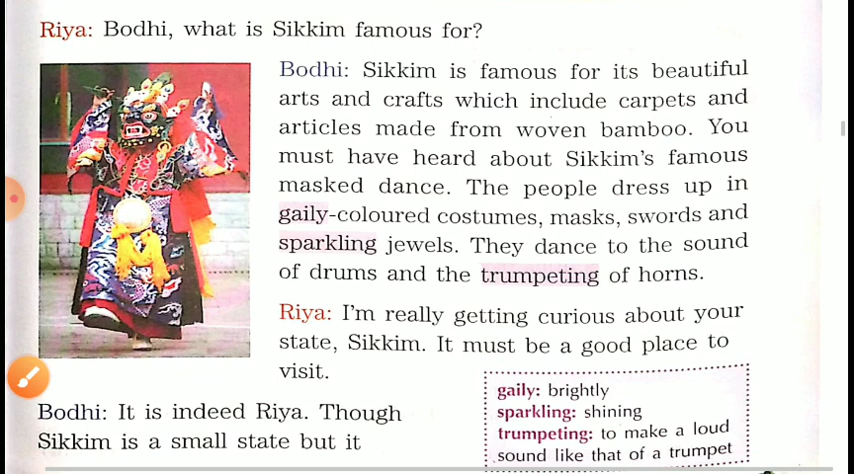 Riya: Bodhi, what is Sikkim famous for?
Bodhi: Sikkim is famous for its beautiful
arts and crafts which include carpets and
articles made from woven bamboo. You
must have heard about Sikkim's famous
masked dance. The people dress up in
gaily-coloured costumes, masks, swords and
sparkling jewels. They dance to the sound
of drums and the trumpeting of horns.
Riya: I'm really getting curious about your
state, Sikkim. It must be a good place to
visit.
Bodhi: It is indeed Riya. Though
Sikkim is a small state but it
gaily: brightly
sparkling: shining
trumpeting: to make a loud
sound like that of a trumpet